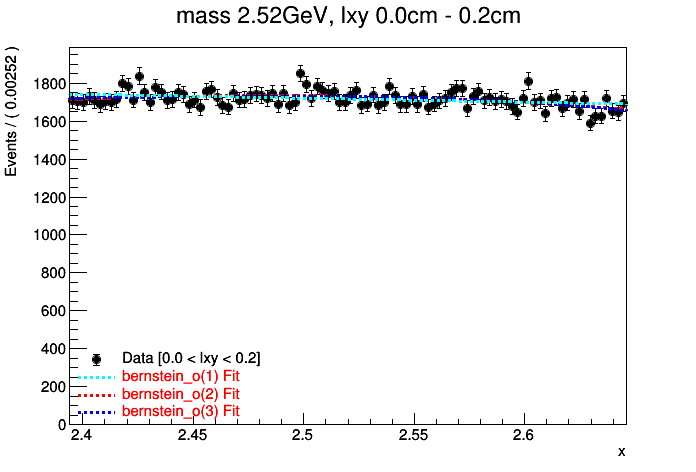 mass 2.52GeV, lxy 0.0cm - 0.2cm
Events / ( 0.00252 )
1800
1600
1400
1200
1000
800
600
400
200
0
Data [0.0 < lxy < 0.2]
bernstein_o(1) Fit
bernstein_o(2) Fit
bernstein_o(3) Fit
2.4 2.45 2.5 2.55 2.6
x